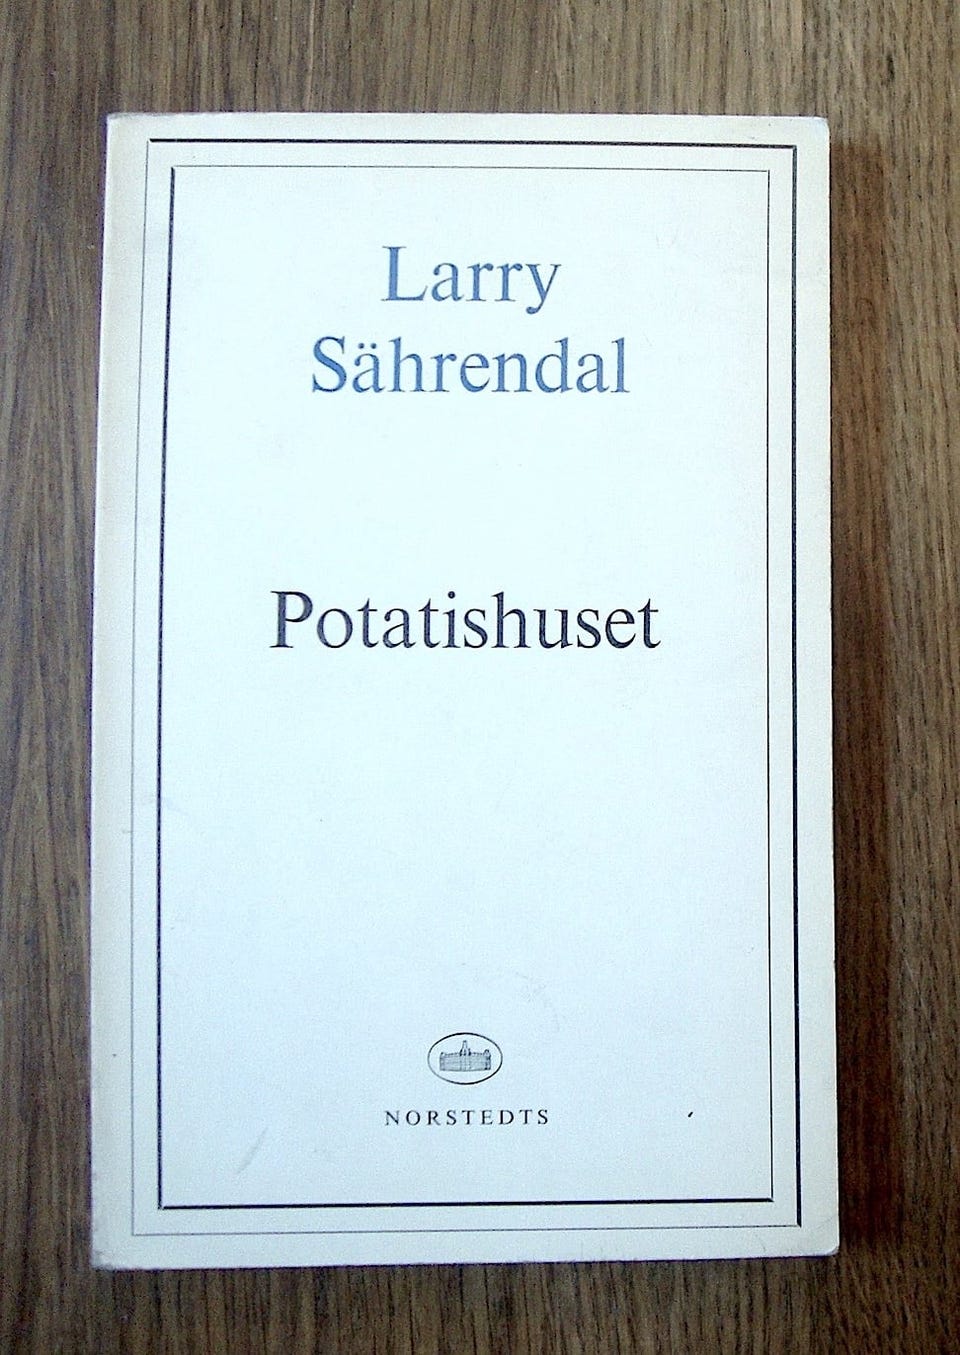 Larry
Sährendal
Potatishuset
NORSTEDTS